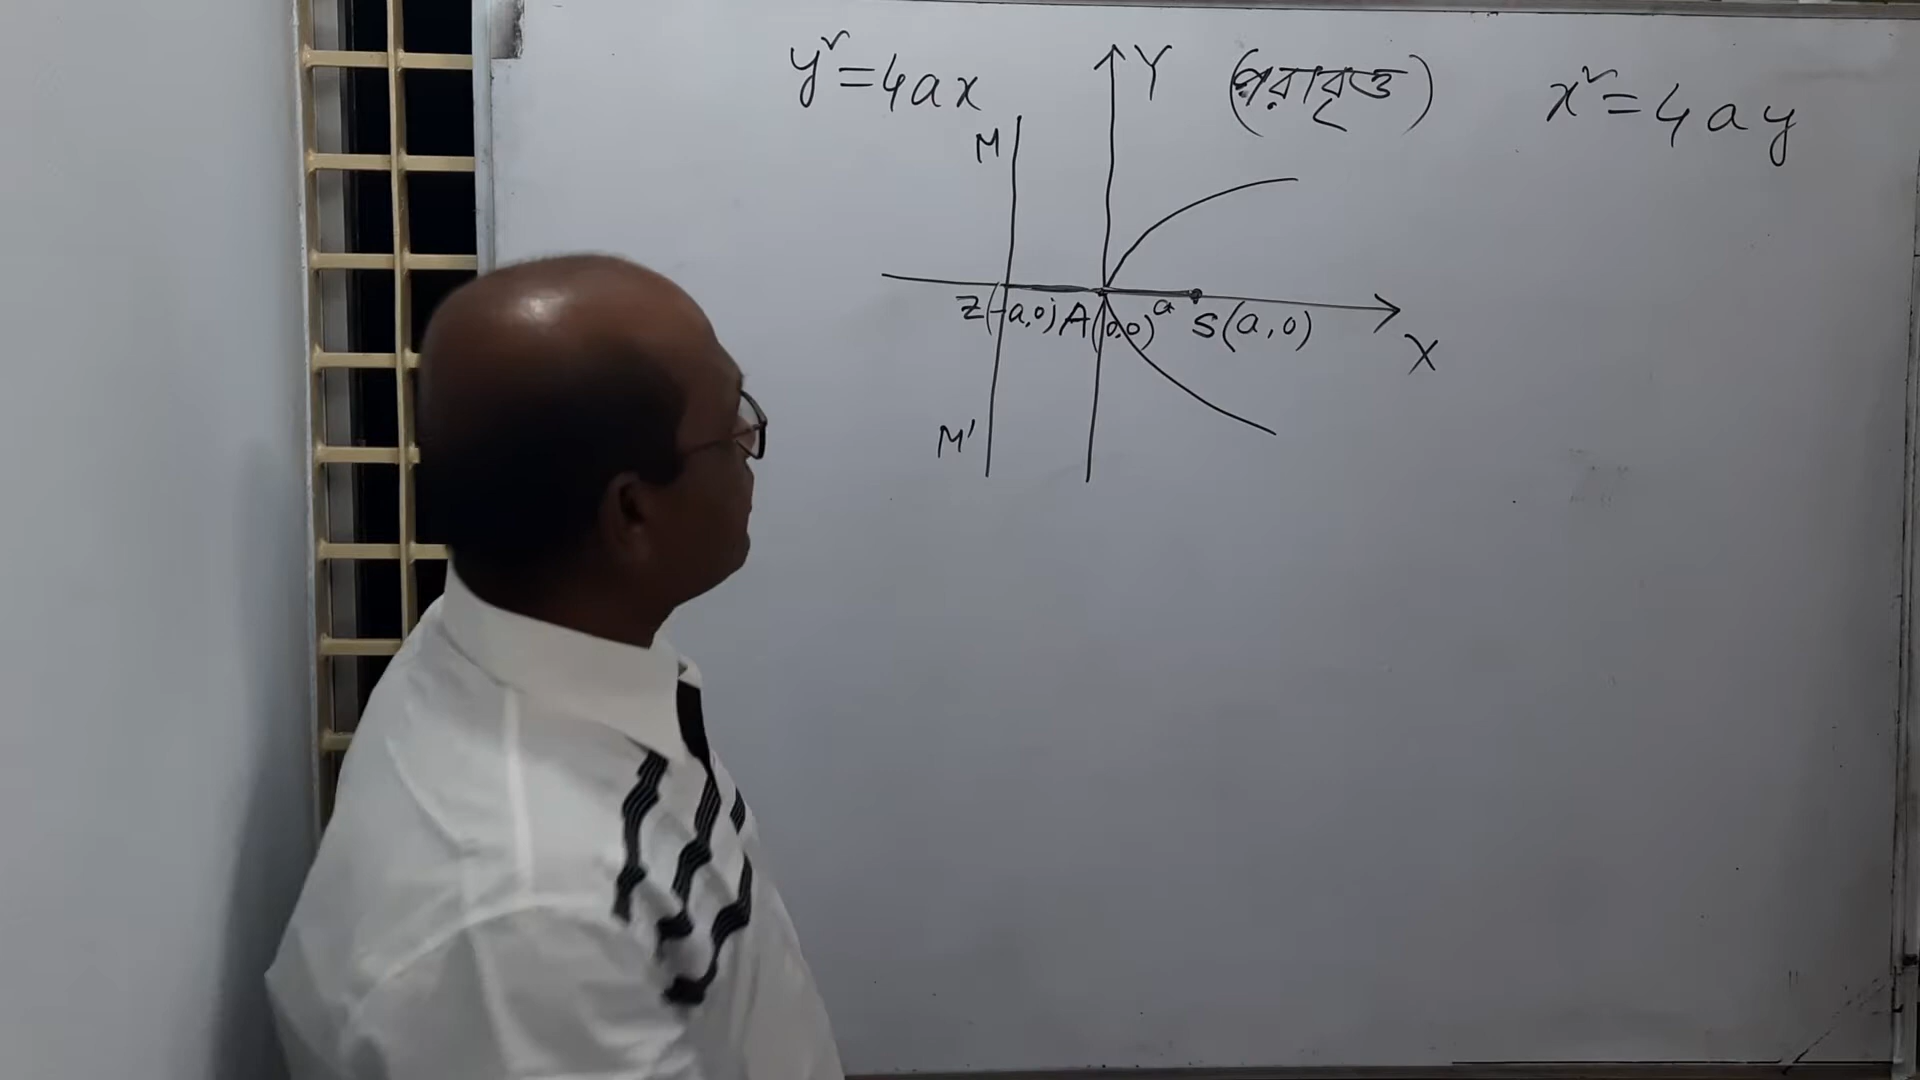 y² = 4ax
Y
(পরাবৃত্ত)
x² = 4ay
M
Z(-a,0)
A(0,0)
a
S(a,0)
X
M'